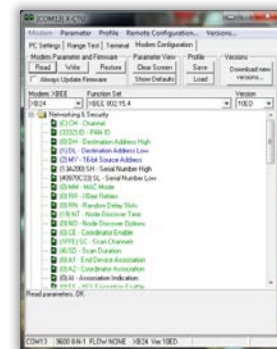 [COM13] X-CTU
Modem Parameter Profile Remote Configuration... Versions...
PC Settings Range Test Terminal Modem Configuration
Modem Parameter and Firmware Parameter View Profile Versions
Read Write Restore Clear Screen Save Download new versions...
Always Update Firmware Show Defaults Load
Modem: XBEE Function Set Version
XB24 XBEE 802.15.4 10ED
Networking & Security
(C) CH - Channel
(3332) ID - PAN ID
(0) DH - Destination Address High
(1) DL - Destination Address Low
(2) MY - 16-bit Source Address
(13A200) SH - Serial Number High
SL - Serial Number Low
(0) MM - MAC Mode
(0) RR - XBee Retries
(0) RN - Random Delay Slots
(19) NT - Node Discover Time
(0) NO - Node Discover Options
(0) CE - Coordinator Enable
(1FFE) SC - Scan Channels
(4) SD - Scan Duration
(0) A1 - End Device Association
(0) A2 - Coordinator Association
(0) AI - Association Indication
(0) EE - AES Encryption Enable
Read parameters..OK
COM13 9600 8-N-1 FLOW:NONE XB24 Ver:10ED